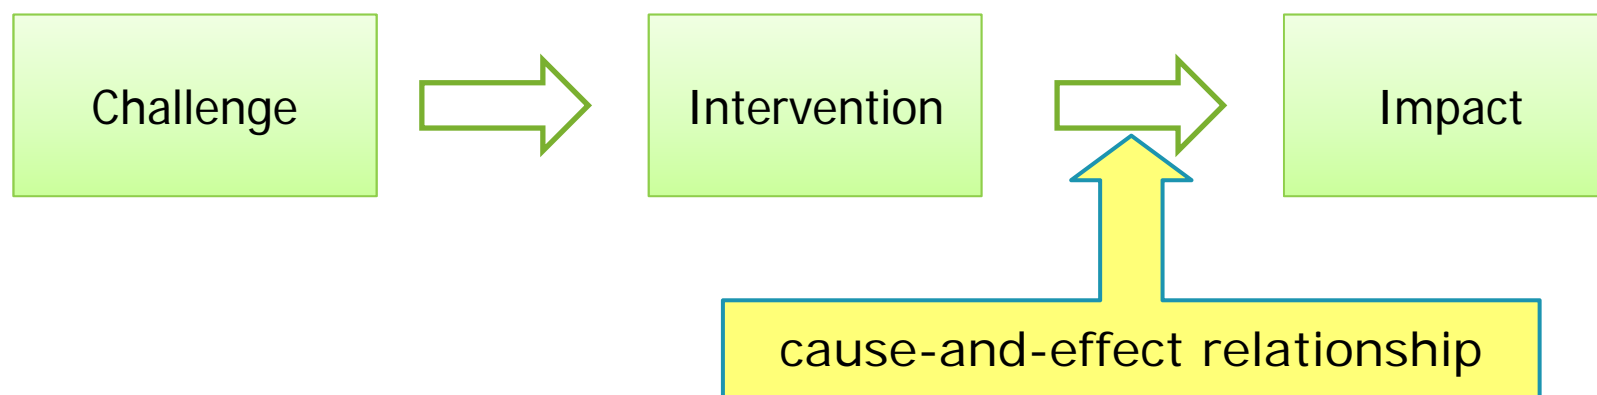 Challenge
Intervention
Impact
cause-and-effect relationship